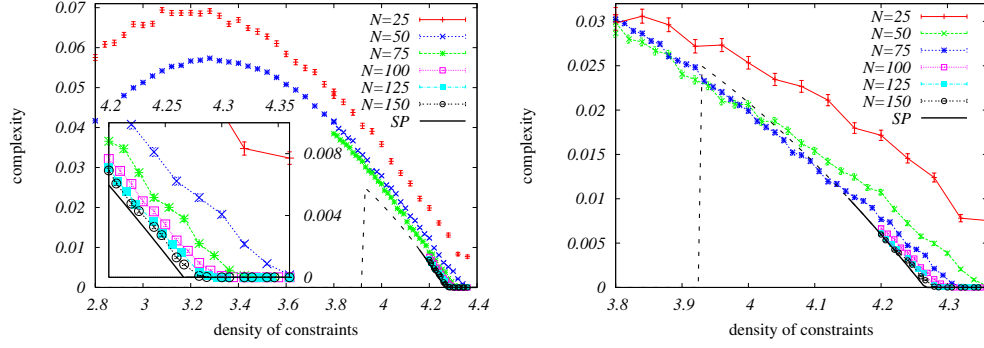 0.07
0.06
0.05
0.04
0.03
0.02
0.01
0
complexity
2.8 3 3.2 3.4 3.6 3.8 4 4.2 4.4
density of constraints
N=25
N=50
N=75
N=100
N=125
N=150
SP
4.2 4.25 4.3 4.35
0.008
0.004
0
0.03
0.025
0.02
0.015
0.01
0.005
0
complexity
3.8 3.9 4 4.1 4.2 4.3
density of constraints
N=25
N=50
N=75
N=100
N=125
N=150
SP